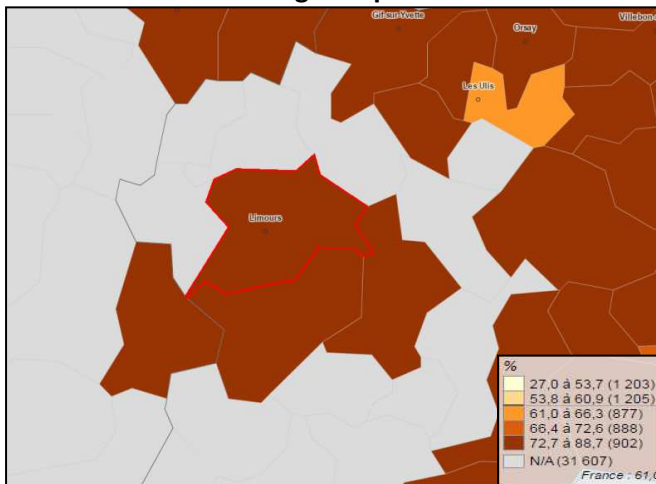 Gif-sur-Yvette
Orsay
Les Ulis
Limours
%
27,0 à 53,7 (1 203)
53,8 à 60,9 (1 205)
61,0 à 66,3 (877)
66,4 à 72,6 (888)
72,7 à 88,7 (902)
N/A (31 607)
France : 61,